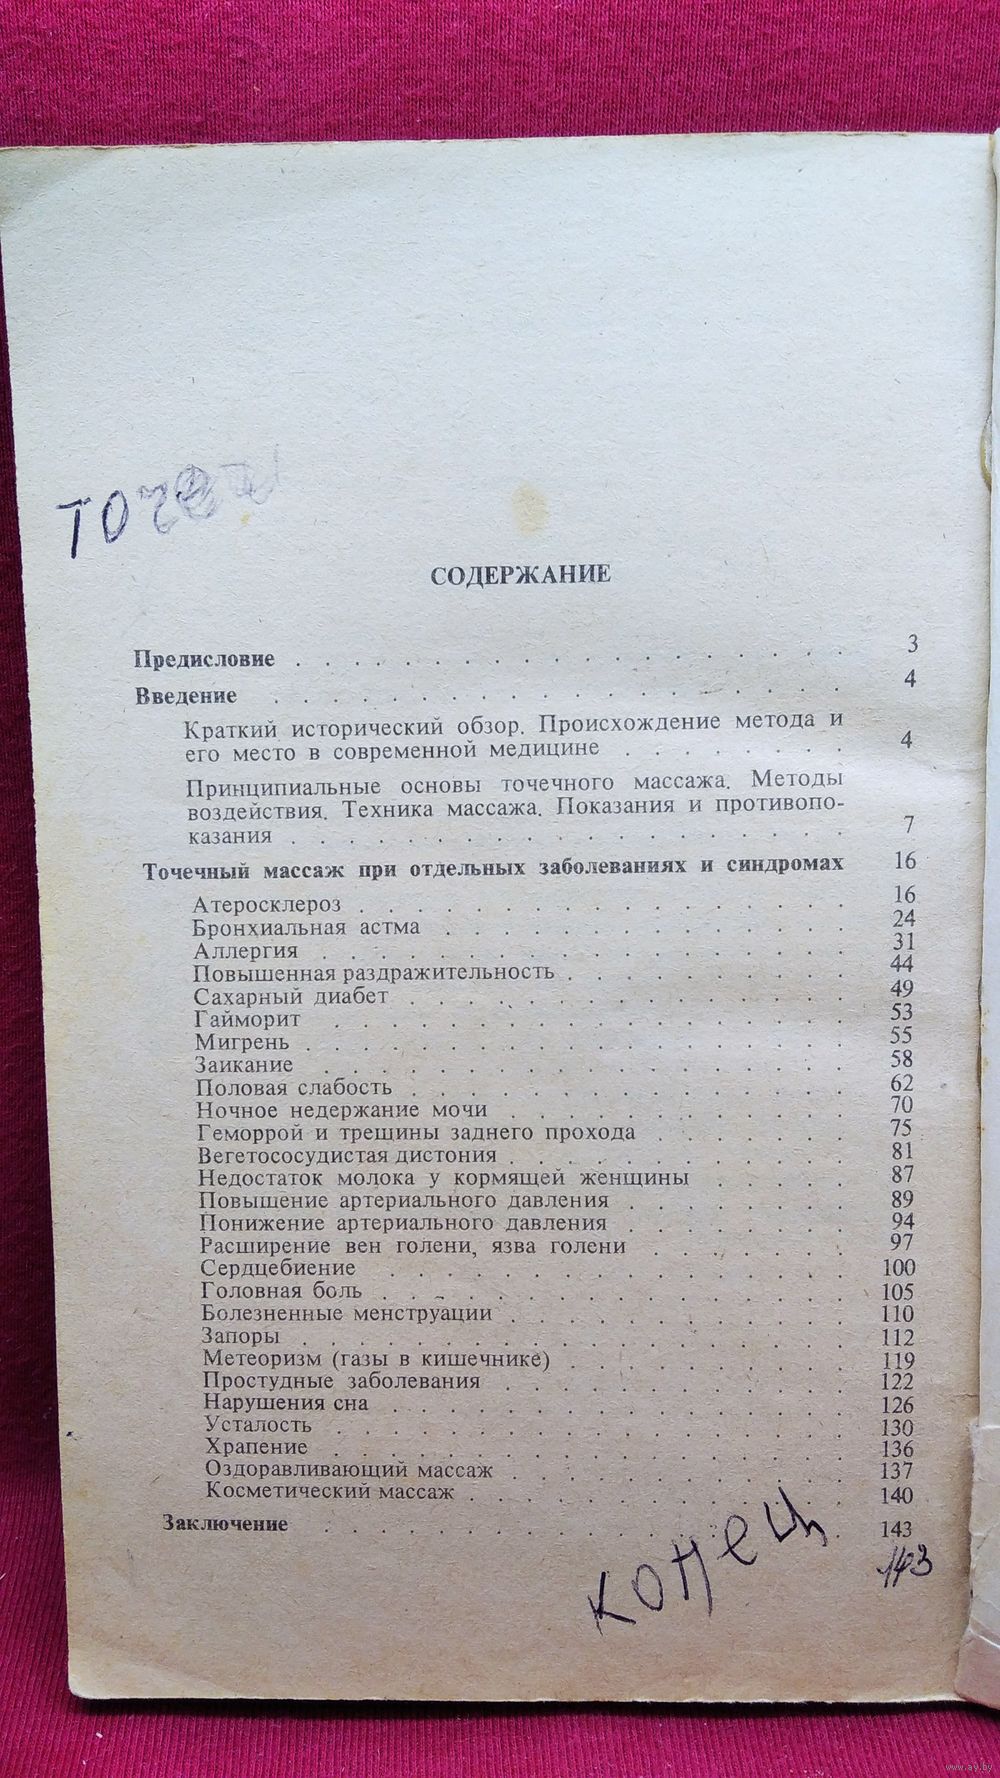 СОДЕРЖАНИЕ
Предисловие . . . . . . . . . . . . . . . . . . . . . 3
Введение . . . . . . . . . . . . . . . . . . . . . . 4
Краткий исторический обзор. Происхождение метода и
его место в современной медицине . . . . . . . . . 4
Принципиальные основы точечного массажа. Методы
воздействия. Техника массажа. Показания и противопо-
казания . . . . . . . . . . . . . . . . . . . . . 7
Точечный массаж при отдельных заболеваниях и синдромах 16
Атеросклероз . . . . . . . . . . . . . . . . . . 16
Бронхиальная астма . . . . . . . . . . . . . . . 24
Аллергия . . . . . . . . . . . . . . . . . . . . 31
Повышенная раздражительность . . . . . . . . . . 44
Сахарный диабет . . . . . . . . . . . . . . . . 49
Гайморит . . . . . . . . . . . . . . . . . . . . 53
Мигрень . . . . . . . . . . . . . . . . . . . . 55
Заикание . . . . . . . . . . . . . . . . . . . . 58
Половая слабость . . . . . . . . . . . . . . . . 62
Ночное недержание мочи . . . . . . . . . . . . . 70
Геморрой и трещины заднего прохода . . . . . . . 75
Вегетососудистая дистония . . . . . . . . . . . . 81
Недостаток молока у кормящей женщины . . . . . 87
Повышение артериального давления . . . . . . . . 89
Понижение артериального давления . . . . . . . . 94
Расширение вен голени, язва голени . . . . . . . 97
Сердцебиение . . . . . . . . . . . . . . . . . . 100
Головная боль . . . . . . . . . . . . . . . . . 105
Болезненные менструации . . . . . . . . . . . . 110
Запоры . . . . . . . . . . . . . . . . . . . . 112
Метеоризм (газы в кишечнике) . . . . . . . . . . 119
Простудные заболевания . . . . . . . . . . . . . 122
Нарушения сна . . . . . . . . . . . . . . . . . 126
Усталость . . . . . . . . . . . . . . . . . . . 130
Храпение . . . . . . . . . . . . . . . . . . . 136
Оздоравливающий массаж . . . . . . . . . . . . 137
Косметический массаж . . . . . . . . . . . . . . 140
Заключение . . . . . . . . . . . . . . . . . . . 143
143
конец
www.ay.by